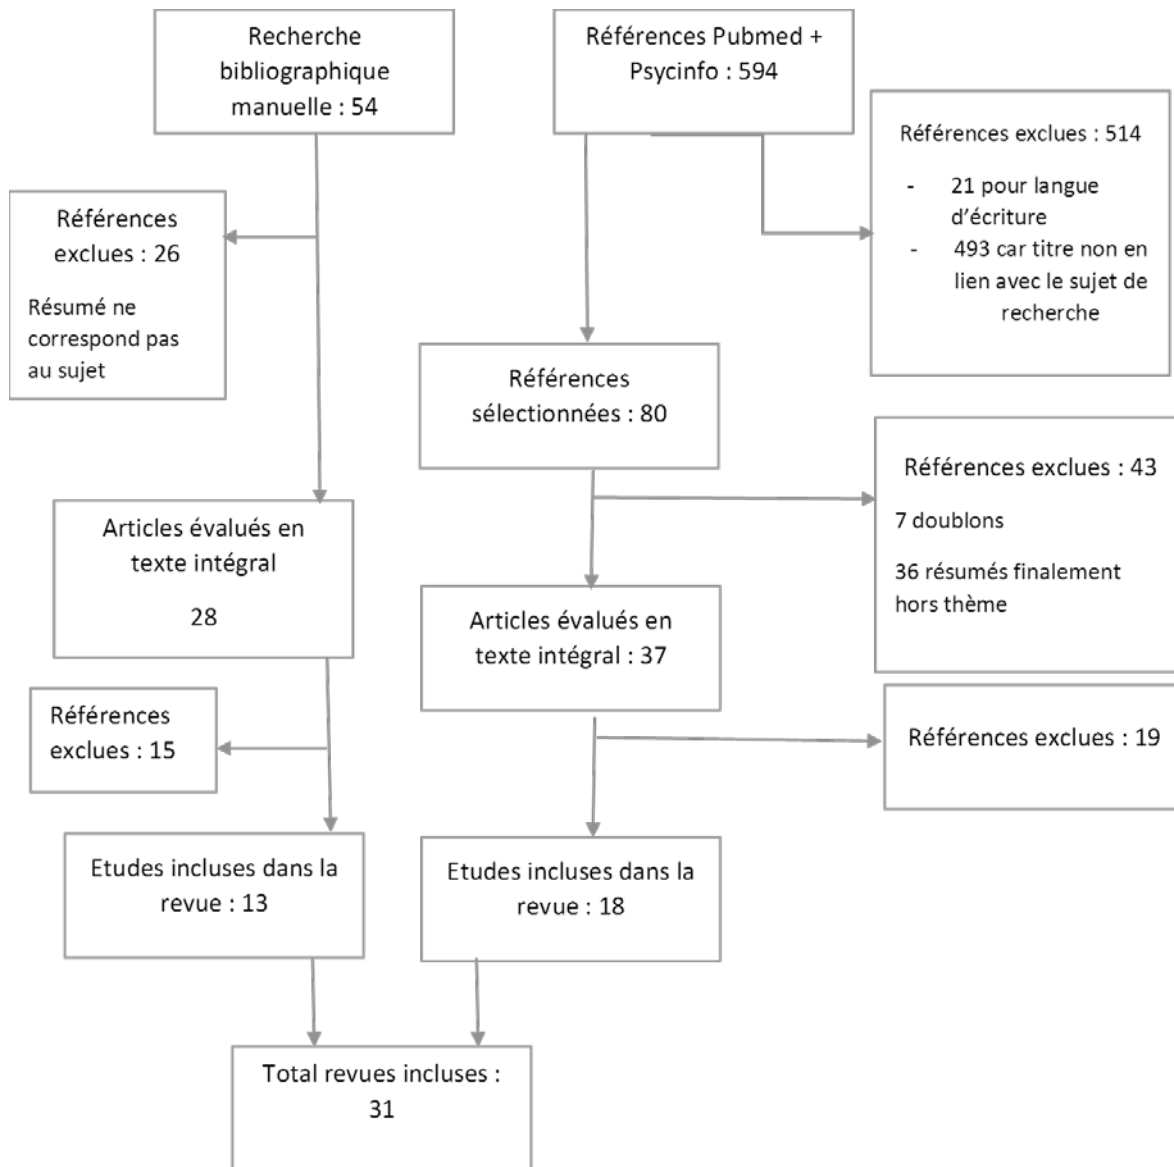 Recherche
bibliographique
manuelle : 54
Références Pubmed +
Psycinfo : 594
Références exclues : 514
- 21 pour langue
d’écriture
- 493 car titre non en
lien avec le sujet de
recherche
Références
exclues : 26
Résumé ne
correspond pas
au sujet
Références
sélectionnées : 80
Références exclues : 43
7 doublons
36 résumés finalement
hors thème
Articles évalués en
texte intégral
28
Articles évalués en
texte intégral : 37
Références
exclues : 15
Références exclues : 19
Etudes incluses dans la
revue : 13
Etudes incluses dans la
revue : 18
Total revues incluses :
31